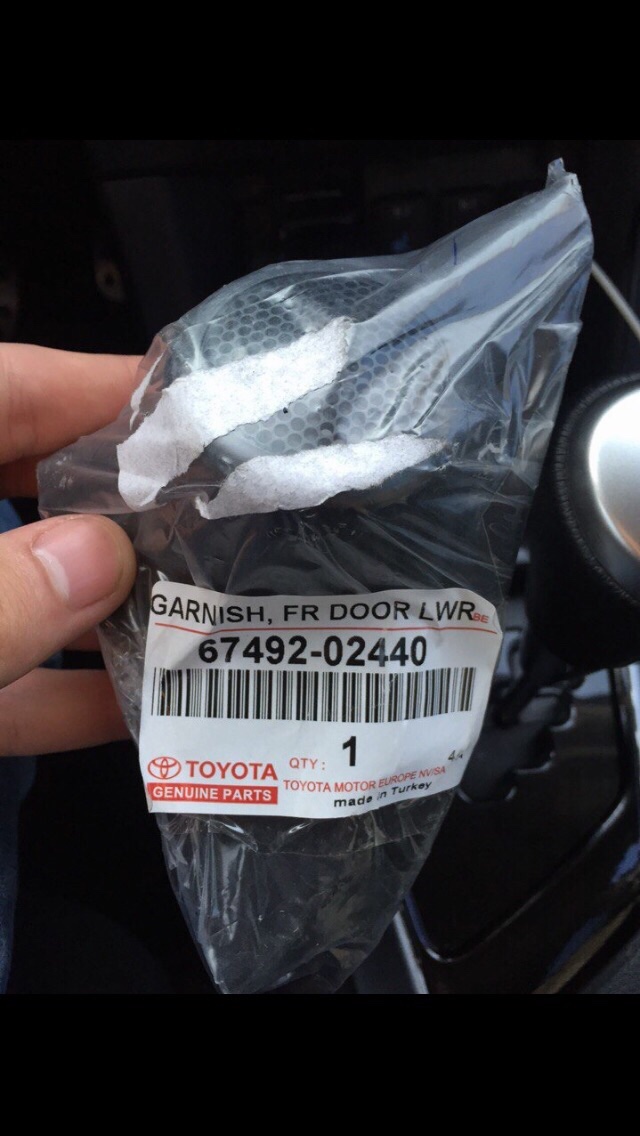 GARNISH, FR DOOR LWR BE
67492-02440
TOYOTA
GENUINE PARTS
QTY: 1
TOYOTA MOTOR EUROPE NV/SA
made in Turkey